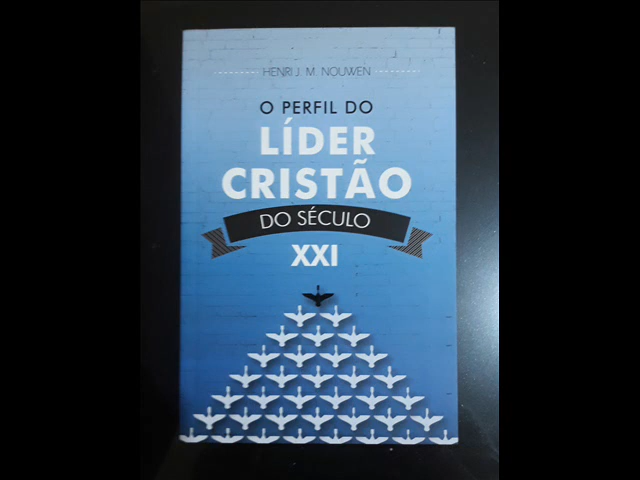 HENRI J. M. NOUWEN
O PERFIL DO
LÍDER
CRISTÃO
DO SÉCULO
XXI